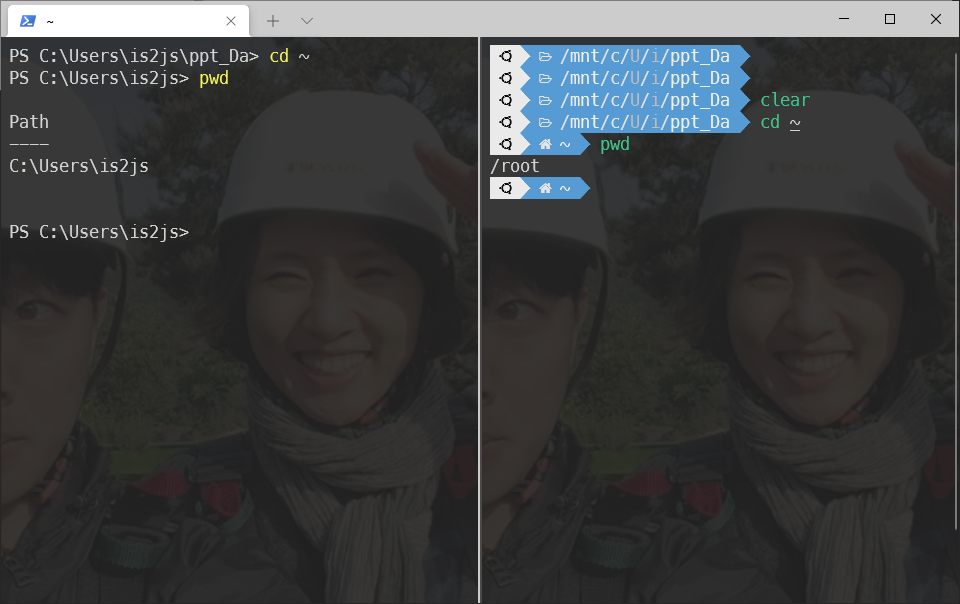 ~
PS C:\Users\is2js\ppt_Da> cd ~
PS C:\Users\is2js> pwd
Path
----
C:\Users\is2js
PS C:\Users\is2js>
/mnt/c/U/i/ppt_Da
/mnt/c/U/i/ppt_Da
/mnt/c/U/i/ppt_Da clear
/mnt/c/U/i/ppt_Da cd ~
~ pwd
/root
~